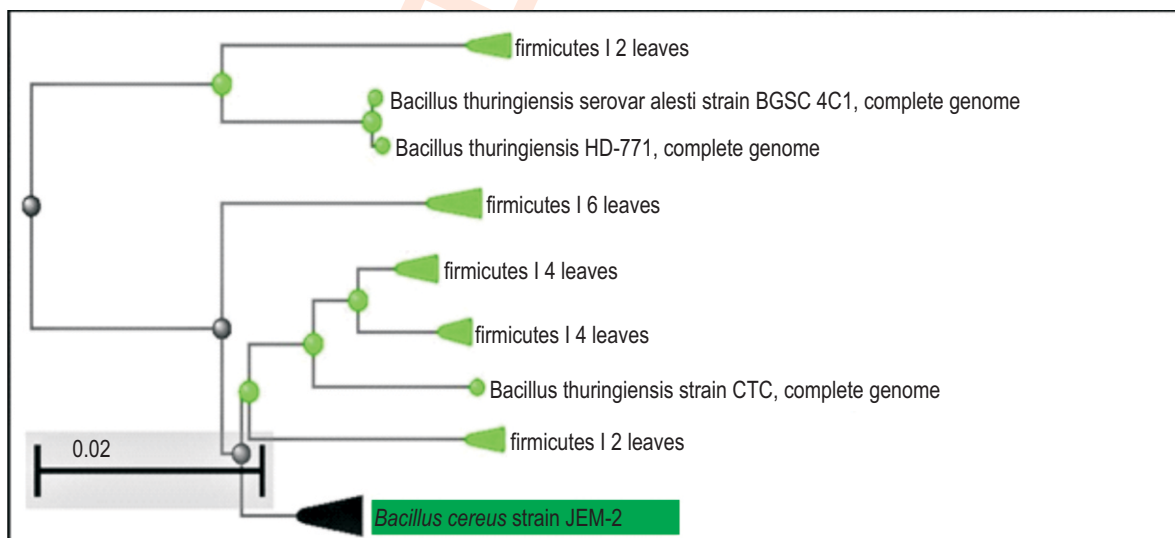 firmicutes I 2 leaves
Bacillus thuringiensis serovar alesti strain BGSC 4C1, complete genome
Bacillus thuringiensis HD-771, complete genome
firmicutes I 6 leaves
firmicutes I 4 leaves
firmicutes I 4 leaves
Bacillus thuringiensis strain CTC, complete genome
firmicutes I 2 leaves
0.02
Bacillus cereus strain JEM-2